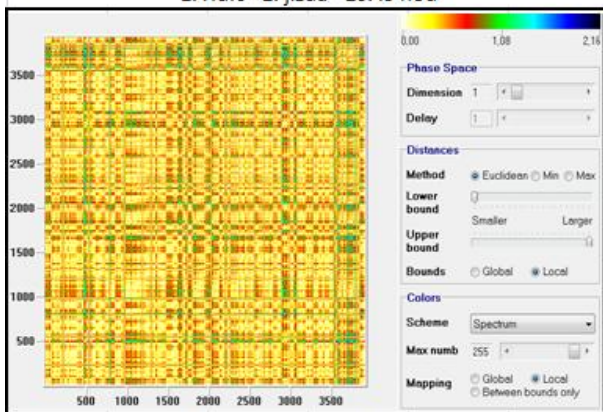 0,00 1,08 2,16
Phase Space
Dimension 1
Delay 1
Distances
Method Euclidean Min Max
Lower bound
Smaller Larger
Upper bound
Bounds Global Local
Colors
Scheme Spectrum
Max numb 255
Mapping Global Local
Between bounds only
3500
3000
2500
2000
1500
1000
500
500 1000 1500 2000 2500 3000 3500